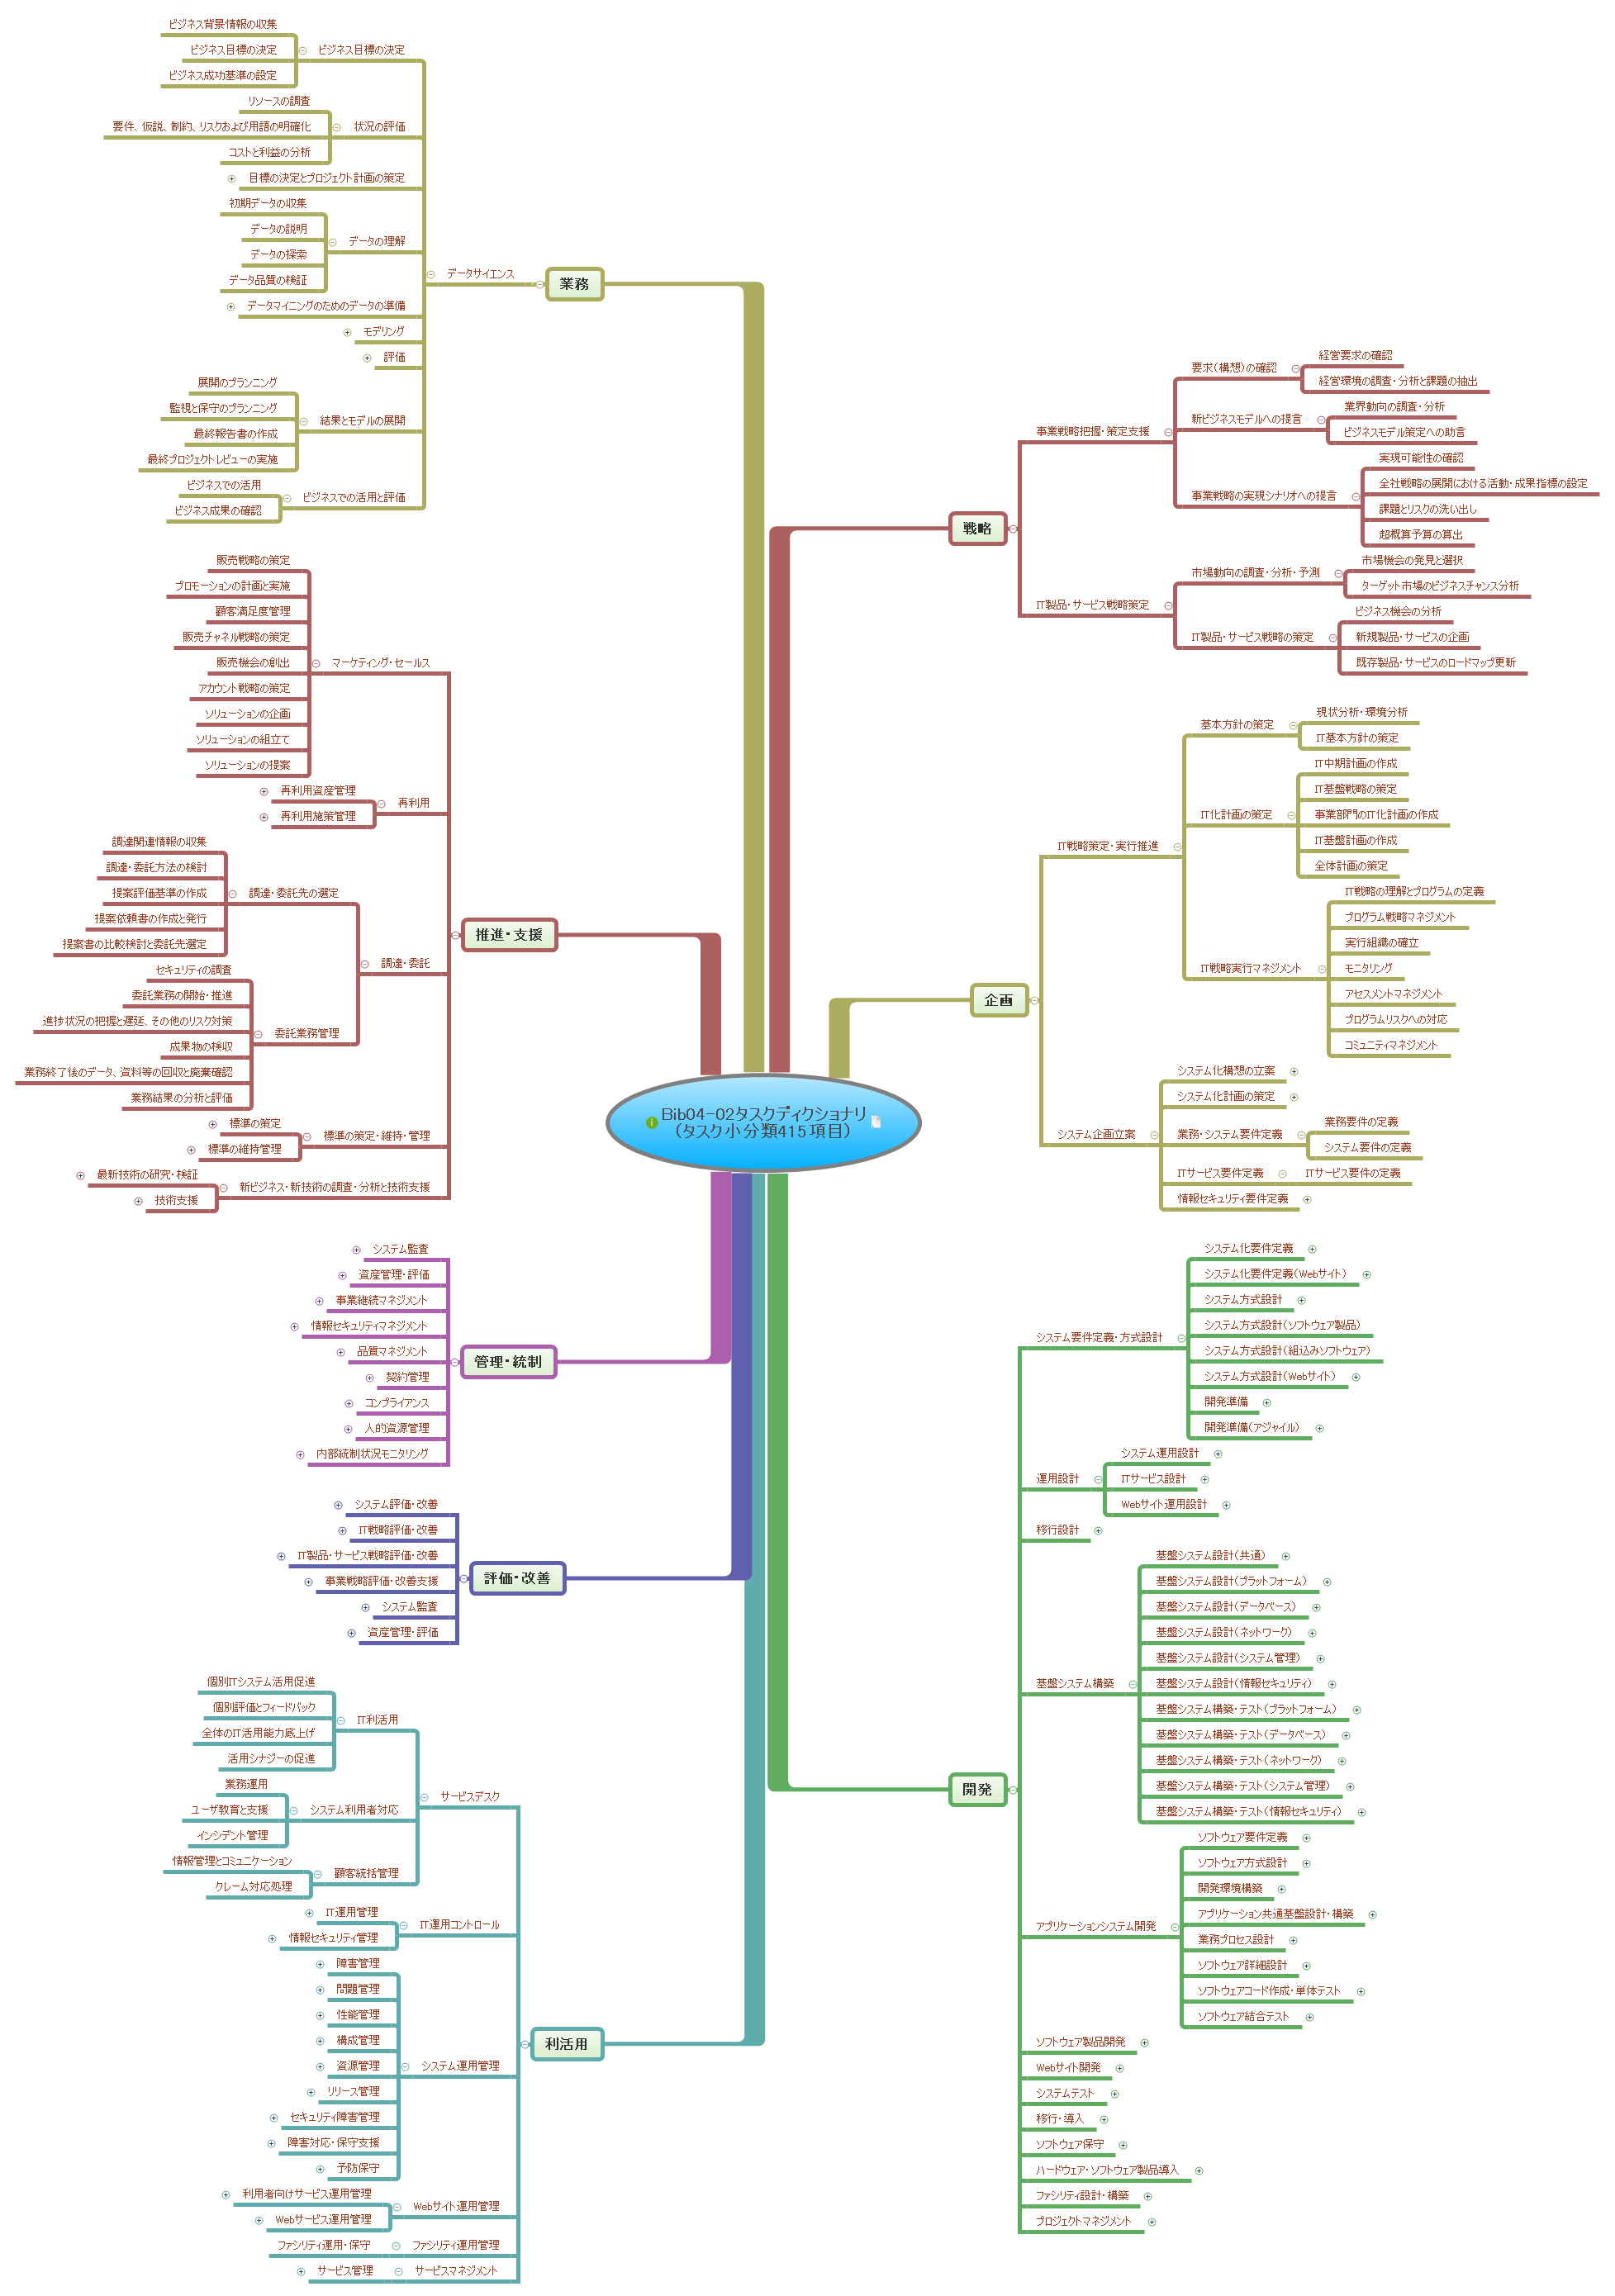 Bib04-02タスクディクショナリ
(タスク小分類415項目)
戦略
事業戦略把握・策定支援
要求(構想)の確認
経営要求の確認
経営環境の調査・分析と課題の抽出
新ビジネスモデルへの提言
業界動向の調査・分析
ビジネスモデル策定への助言
事業戦略の実現シナリオへの提言
実現可能性の確認
全社戦略の展開における活動・成果指標の設定
課題とリスクの洗い出し
超概算予算の算出
IT製品・サービス戦略策定
市場動向の調査・分析・予測
市場機会の発見と選択
ターゲット市場のビジネスチャンス分析
IT製品・サービス戦略の策定
ビジネス機会の分析
新規製品・サービスの企画
既存製品・サービスのロードマップ更新
企画
IT戦略策定・実行推進
基本方針の策定
現状分析・環境分析
IT基本方針の策定
IT化計画の策定
IT中期計画の作成
IT基盤戦略の策定
事業部門のIT化計画の作成
IT基盤計画の作成
全体計画の策定
IT戦略実行マネジメント
IT戦略の理解とプログラムの定義
プログラム戦略マネジメント
実行組織の確立
モニタリング
アセスメントマネジメント
プログラムリスクへの対応
コミュニティマネジメント
システム企画立案
システム化構想の立案
システム化計画の策定
業務・システム要件定義
業務要件の定義
システム要件の定義
ITサービス要件定義
ITサービス要件の定義
情報セキュリティ要件定義
開発
システム要件定義・方式設計
システム化要件定義
システム化要件定義(Webサイト)
システム方式設計
システム方式設計(ソフトウェア製品)
システム方式設計(組込みソフトウェア)
システム方式設計(Webサイト)
開発準備
開発準備(アジャイル)
運用設計
システム運用設計
ITサービス設計
Webサイト運用設計
移行設計
基盤システム構築
基盤システム設計(共通)
基盤システム設計(プラットフォーム)
基盤システム設計(データベース)
基盤システム設計(ネットワーク)
基盤システム設計(システム管理)
基盤システム設計(情報セキュリティ)
基盤システム構築・テスト(プラットフォーム)
基盤システム構築・テスト(データベース)
基盤システム構築・テスト(ネットワーク)
基盤システム構築・テスト(システム管理)
基盤システム構築・テスト(情報セキュリティ)
アプリケーションシステム開発
ソフトウェア要件定義
ソフトウェア方式設計
開発環境構築
アプリケーション共通基盤設計・構築
業務プロセス設計
ソフトウェア詳細設計
ソフトウェアコード作成・単体テスト
ソフトウェア結合テスト
ソフトウェア製品開発
Webサイト開発
システムテスト
移行・導入
ソフトウェア保守
ハードウェア・ソフトウェア製品導入
ファシリティ設計・構築
プロジェクトマネジメント
業務
データサイエンス
ビジネス目標の決定
ビジネス背景情報の収集
ビジネス目標の決定
ビジネス成功基準の設定
状況の評価
リソースの調査
要件、仮説、制約、リスクおよび用語の明確化
コストと利益の分析
目標の決定とプロジェクト計画の策定
データの理解
初期データの収集
データの説明
データの探索
データ品質の検証
データマイニングのためのデータの準備
モデリング
評価
結果とモデルの展開
展開のプランニング
監視と保守のプランニング
最終報告書の作成
最終プロジェクトレビューの実施
ビジネスでの活用と評価
ビジネスでの活用
ビジネス成果の確認
推進・支援
マーケティング・セールス
販売戦略の策定
プロモーションの計画と実施
顧客満足度管理
販売チャネル戦略の策定
販売機会の創出
アカウント戦略の策定
ソリューションの企画
ソリューションの組立て
ソリューションの提案
再利用
再利用資産管理
再利用施策管理
調達・委託
調達・委託先の選定
調達関連情報の収集
調達・委託方法の検討
提案評価基準の作成
提案依頼書の作成と発行
提案書の比較検討と委託先選定
委託業務管理
セキュリティの調査
委託業務の開始・推進
進捗状況の把握と遅延、その他のリスク対策
成果物の検収
業務終了後のデータ、資料等の回収と廃棄確認
業務結果の分析と評価
標準の策定・維持・管理
標準の策定
標準の維持管理
新ビジネス・新技術の調査・分析と技術支援
最新技術の研究・検証
技術支援
管理・統制
システム監査
資産管理・評価
事業継続マネジメント
情報セキュリティマネジメント
品質マネジメント
契約管理
コンプライアンス
人的資源管理
内部統制状況モニタリング
評価・改善
システム評価・改善
IT戦略評価・改善
IT製品・サービス戦略評価・改善
事業戦略評価・改善支援
システム監査
資産管理・評価
利活用
サービスデスク
IT利活用
個別ITシステム活用促進
個別評価とフィードバック
全体のIT活用能力底上げ
活用シナジーの促進
システム利用者対応
業務運用
ユーザ教育と支援
インシデント管理
顧客統括管理
情報管理とコミュニケーション
クレーム対応処理
IT運用コントロール
IT運用管理
情報セキュリティ管理
システム運用管理
障害管理
問題管理
性能管理
構成管理
資源管理
リリース管理
セキュリティ障害管理
障害対応・保守支援
予防保守
Webサイト運用管理
利用者向けサービス運用管理
Webサービス運用管理
ファシリティ運用管理
ファシリティ運用・保守
サービスマネジメント
サービス管理